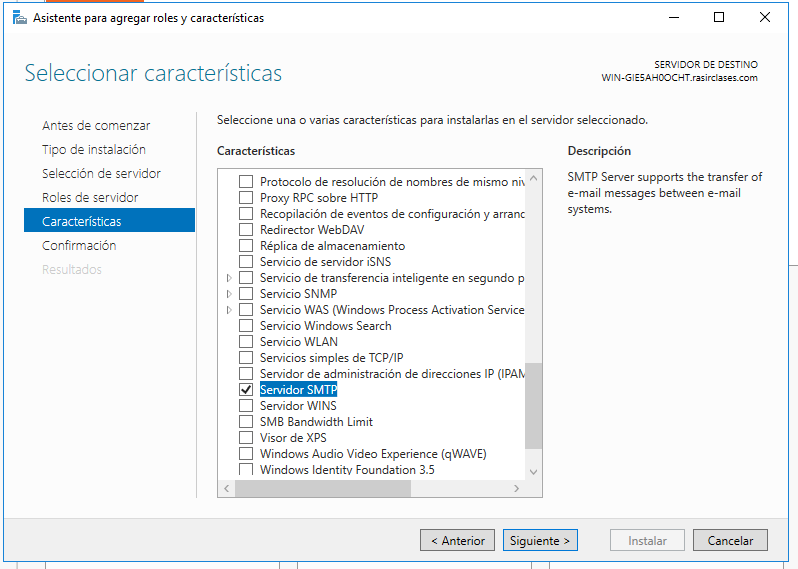 Asistente para agregar roles y características
Seleccionar características
SERVIDOR DE DESTINO
WIN-GIE5AH0OCHT.rasirclases.com
Antes de comenzar
Tipo de instalación
Selección de servidor
Roles de servidor
Características
Confirmación
Resultados
Seleccione una o varias características para instalarlas en el servidor seleccionado.
Características
Protocolo de resolución de nombres de mismo niv
Proxy RPC sobre HTTP
Recopilación de eventos de configuración y arranc
Redirector WebDAV
Réplica de almacenamiento
Servicio de servidor iSNS
Servicio de transferencia inteligente en segundo p
Servicio SNMP
Servicio WAS (Windows Process Activation Service
Servicio Windows Search
Servicio WLAN
Servicios simples de TCP/IP
Servidor de administración de direcciones IP (IPAM
Servidor SMTP
Servidor WINS
SMB Bandwidth Limit
Visor de XPS
Windows Audio Video Experience (qWAVE)
Windows Identity Foundation 3.5
Descripción
SMTP Server supports the transfer of
e-mail messages between e-mail
systems.
< Anterior
Siguiente >
Instalar
Cancelar